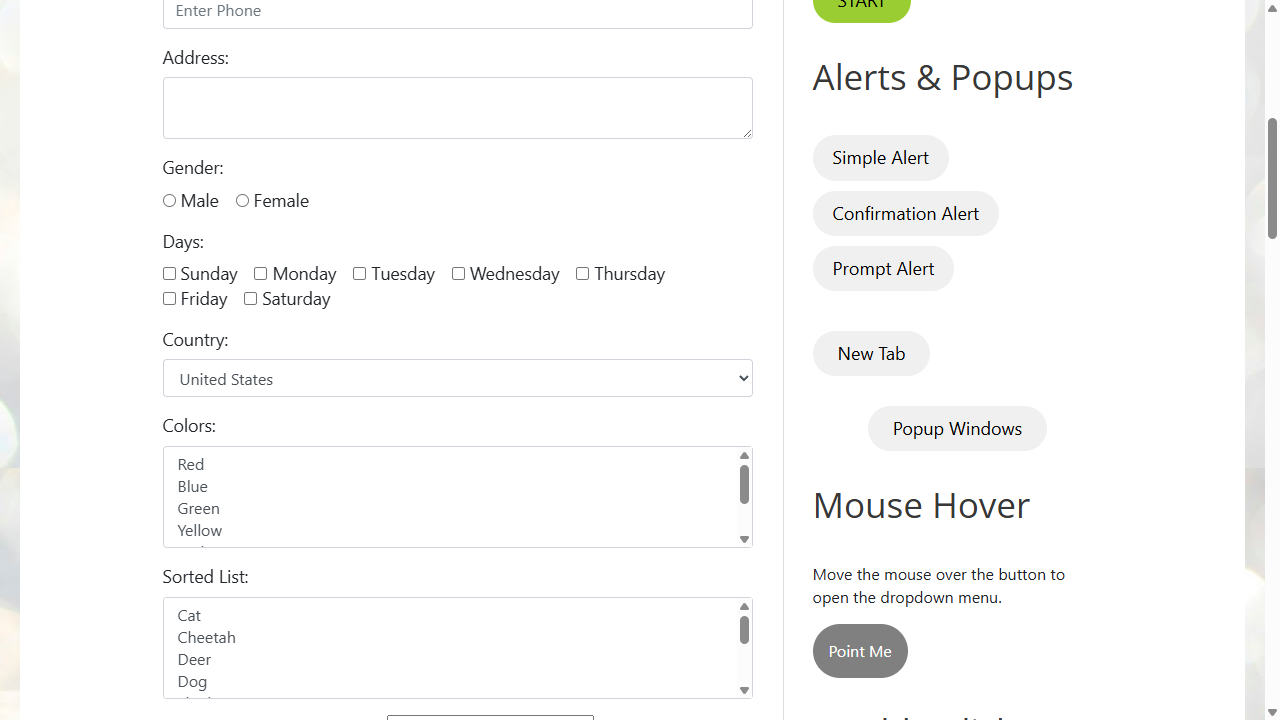 Enter Phone
Address:
Gender:
Male Female
Days:
Sunday Monday Tuesday Wednesday Thursday
Friday Saturday
Country:
United States
Colors:
Red
Blue
Green
Yellow
Sorted List:
Cat
Cheetah
Deer
Dog
START
Alerts & Popups
Simple Alert
Confirmation Alert
Prompt Alert
New Tab
Popup Windows
Mouse Hover
Move the mouse over the button to
open the dropdown menu.
Point Me